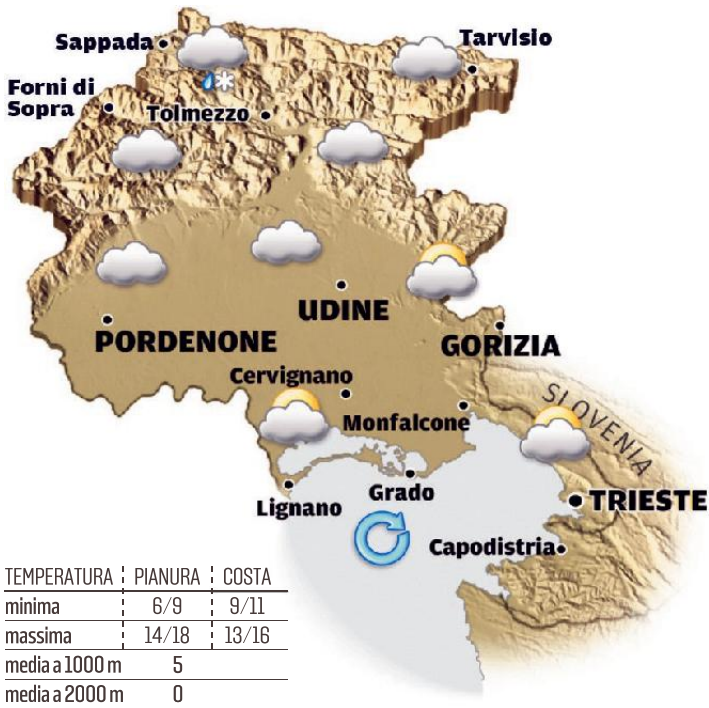 Sappada
Tarvisio
Forni di
Sopra
Tolmezzo
UDINE
PORDENONE
GORIZIA
Cervignano
SLOVENIA
Monfalcone
Lignano
Grado
TRIESTE
Capodistria
TEMPERATURA PIANURA COSTA
minima 6/9 9/11
massima 14/18 13/16
media a 1000 m 5
media a 2000 m 0